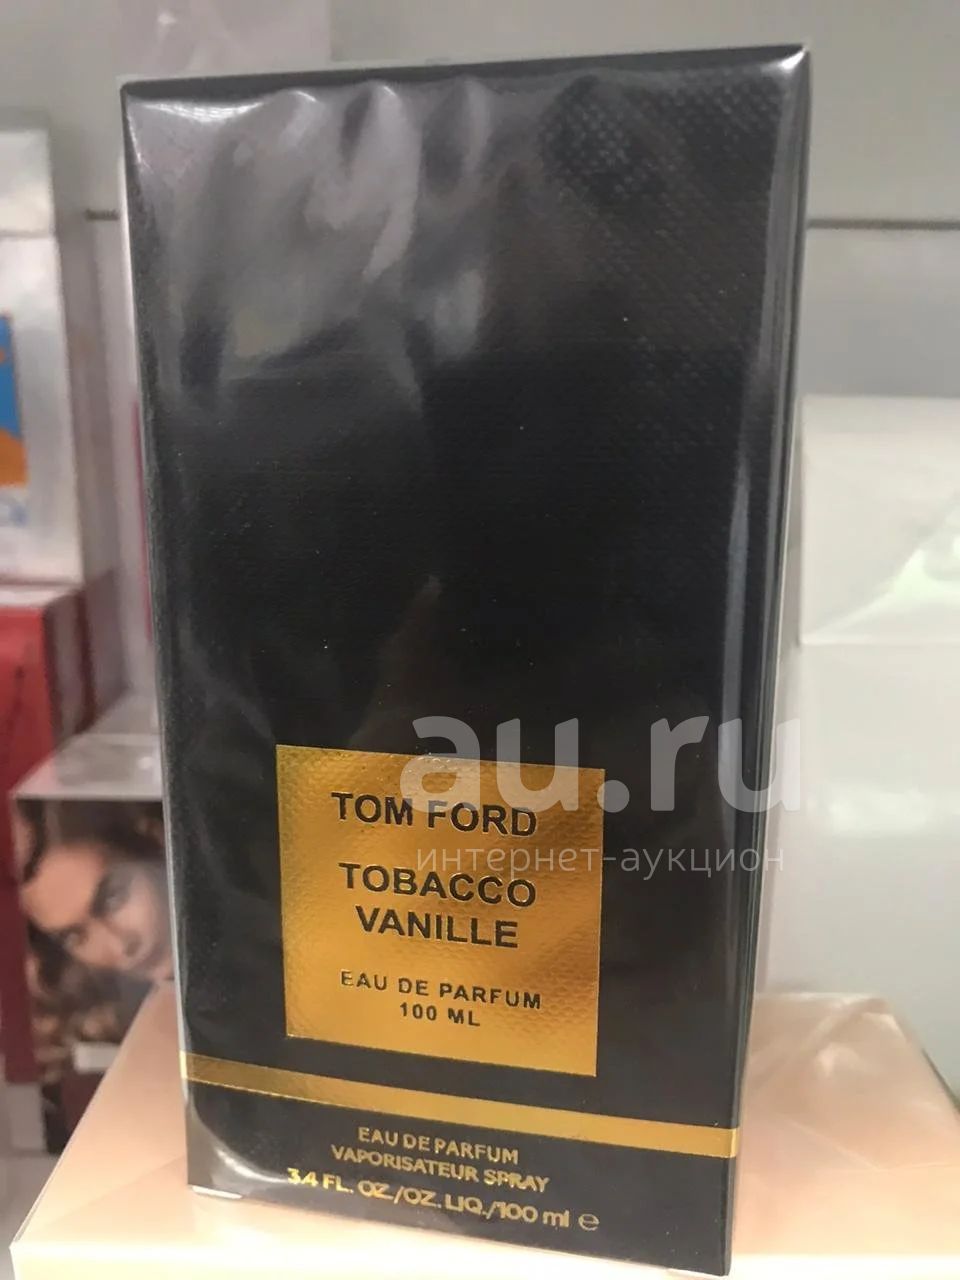 au.ru
интернет-аукцион
TOM FORD
TOBACCO
VANILLE
EAU DE PARFUM
100 ML
EAU DE PARFUM
VAPORISATEUR SPRAY
3.4 FL. OZ./OZ. LIQ./100 ml e